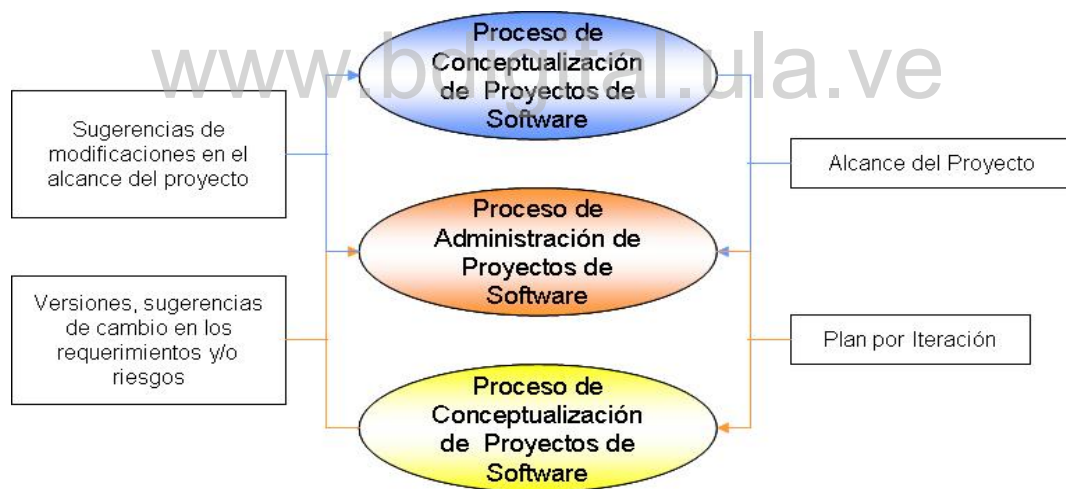 www.bdigital.ula.ve
Proceso de
Conceptualización
de Proyectos de
Software
Sugerencias de
modificaciones en el
alcance del proyecto
Alcance del Proyecto
Proceso de
Administración de
Proyectos de
Software
Versiones, sugerencias
de cambio en los
requerimientos y/o
riesgos
Plan por Iteración
Proceso de
Conceptualización
de Proyectos de
Software